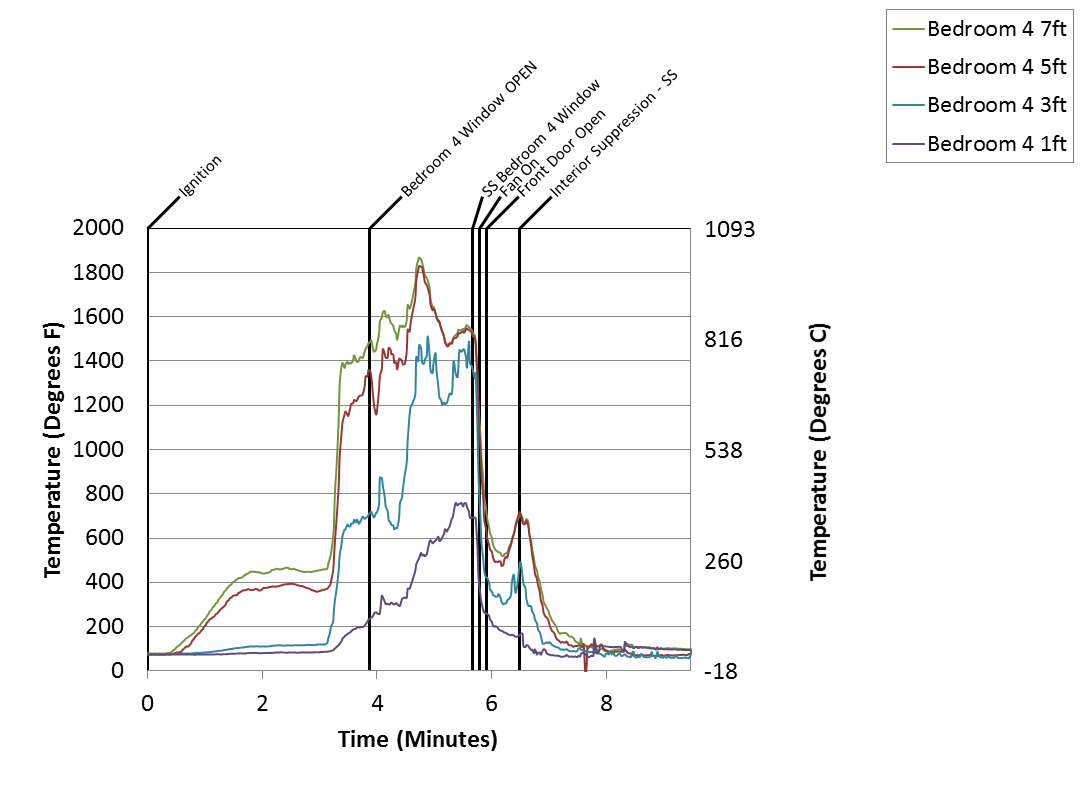 Bedroom 4 7ft
Bedroom 4 5ft
Bedroom 4 3ft
Bedroom 4 1ft
Ignition
Bedroom 4 Window OPEN
SS Bedroom 4 Window
Fan On
Front Door Open
Interior Suppression - SS
Temperature (Degrees F)
2000
1800
1600
1400
1200
1000
800
600
400
200
0
1093
816
538
260
-18
Temperature (Degrees C)
0 2 4 6 8
Time (Minutes)